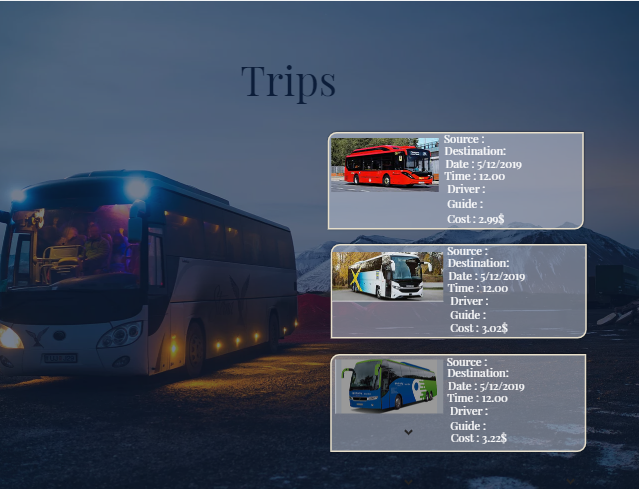 Trips
Source :
Destination:
Date : 5/12/2019
Time : 12.00
Driver :
Guide :
Cost : 2.99$
Source :
Destination:
Date : 5/12/2019
Time : 12.00
Driver :
Guide :
Cost : 3.02$
Source :
Destination:
Date : 5/12/2019
Time : 12.00
Driver :
Guide :
Cost : 3.22$